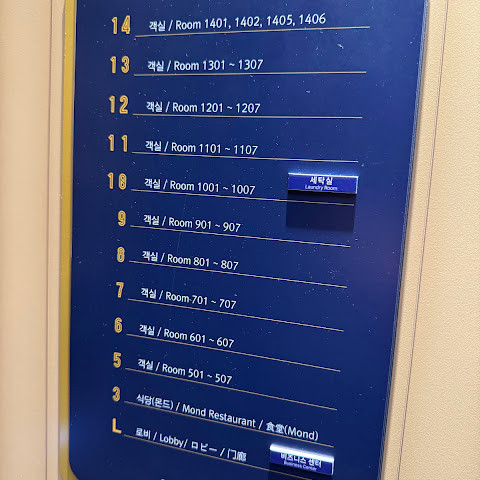 14 객실 / Room 1401, 1402, 1405, 1406
13 객실 / Room 1301 ~ 1307
12 객실 / Room 1201 ~ 1207
11 객실 / Room 1101 ~ 1107
10 객실 / Room 1001 ~ 1007
세탁실
Laundry Room
9 객실 / Room 901 ~ 907
8 객실 / Room 801 ~ 807
7 객실 / Room 701 ~ 707
6 객실 / Room 601 ~ 607
5 객실 / Room 501 ~ 507
3 식당(몬드) / Mond Restaurant / 食堂(Mond)
L 로비 / Lobby / ロビー / 门廊
비즈니스 센터
Business Center